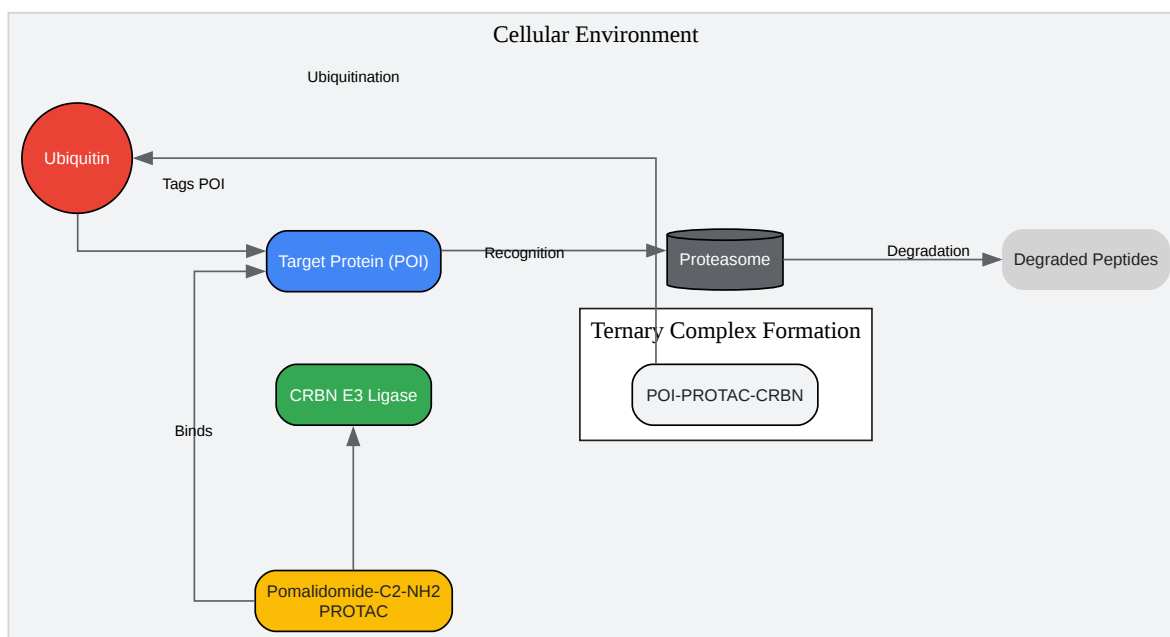 Cellular Environment
Ubiquitination
Ubiquitin
Tags POI
Target Protein (POI)
Recognition
Proteasome
Degradation
Degraded Peptides
Ternary Complex Formation
CRBN E3 Ligase
POI-PROTAC-CRBN
Binds
Pomalidomide-C2-NH2
PROTAC